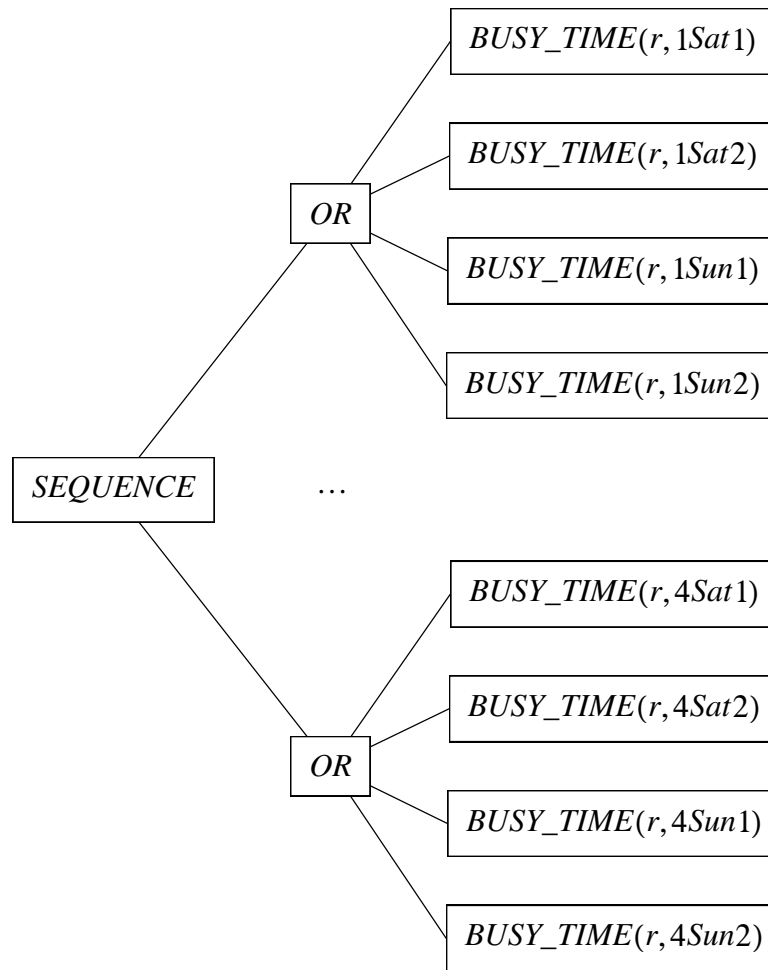 BUSY_TIME(r, 1Sat1)
BUSY_TIME(r, 1Sat2)
OR
BUSY_TIME(r, 1Sun1)
BUSY_TIME(r, 1Sun2)
SEQUENCE ...
BUSY_TIME(r, 4Sat1)
BUSY_TIME(r, 4Sat2)
OR
BUSY_TIME(r, 4Sun1)
BUSY_TIME(r, 4Sun2)